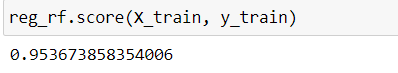 reg_rf.score(X_train, y_train)
0.953673858354006